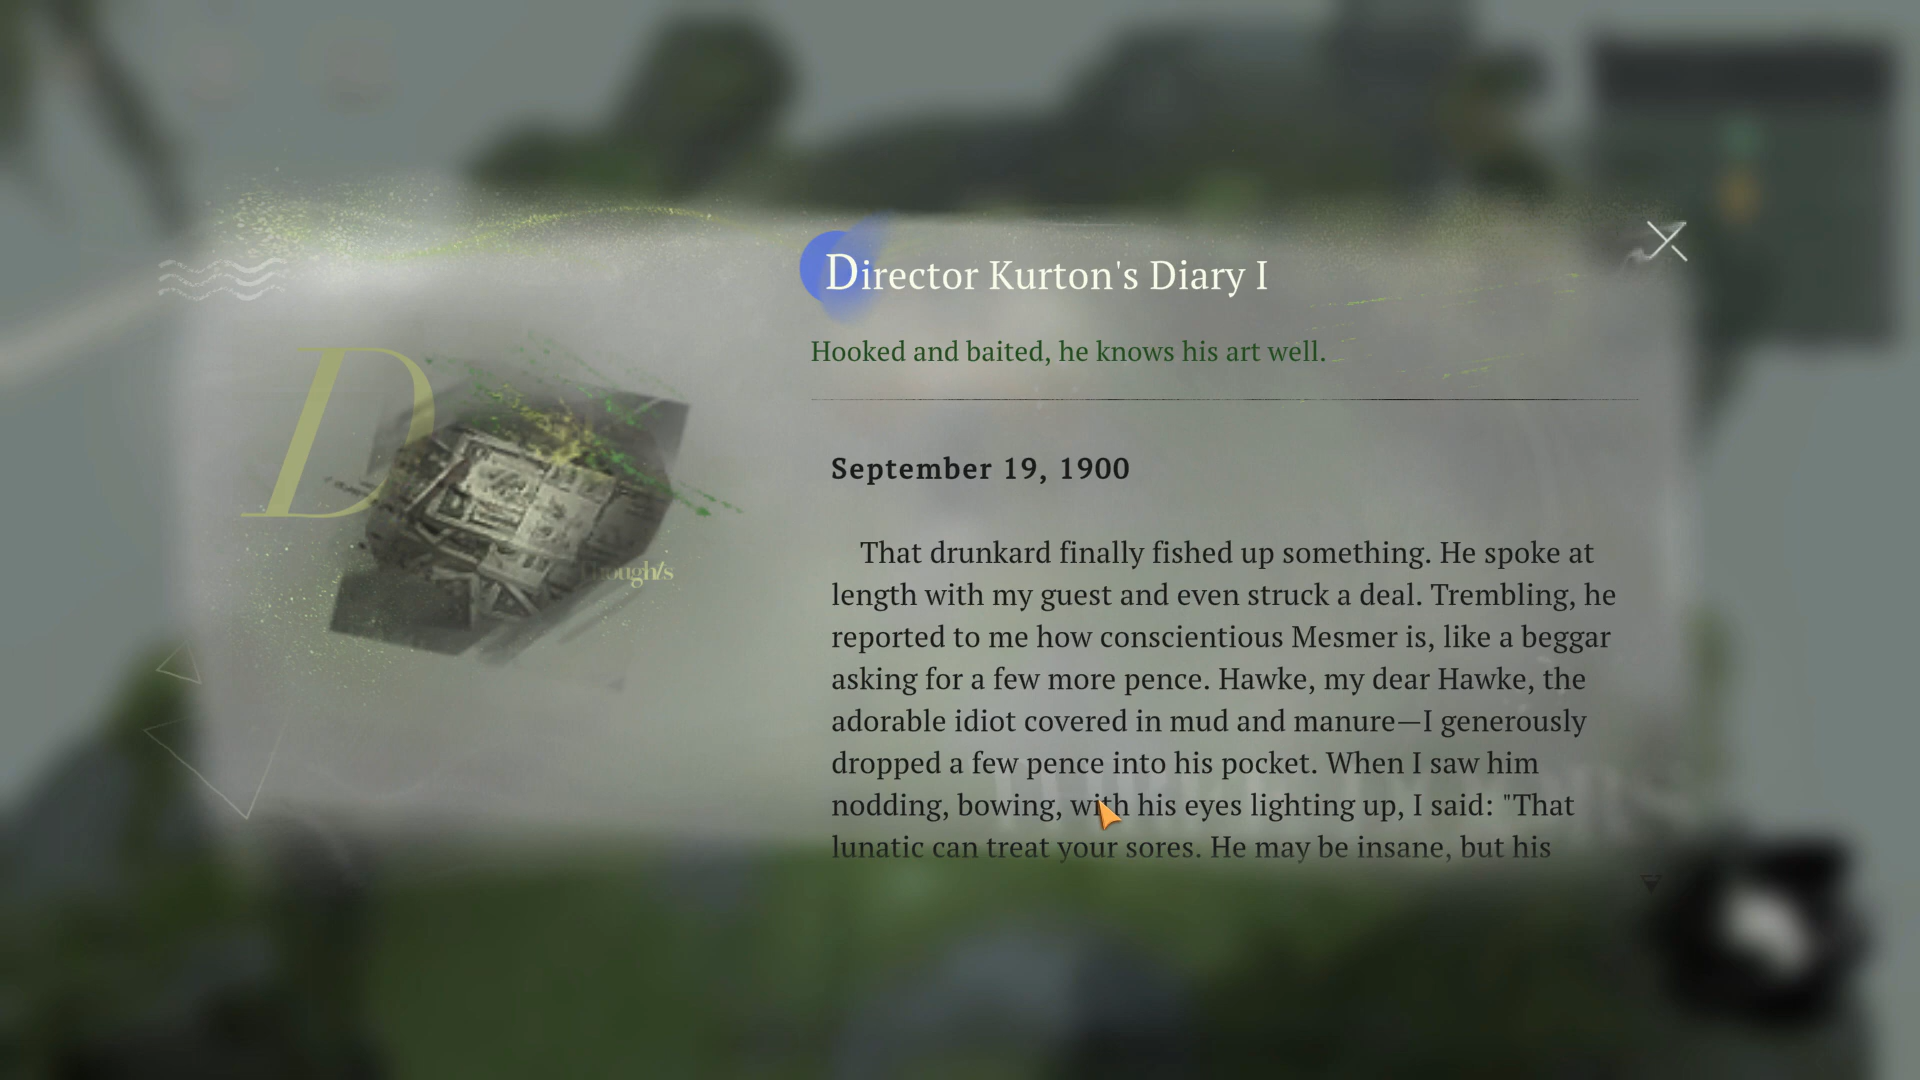 Director Kurton's Diary I
Hooked and baited, he knows his art well.
D
Thoughts
September 19, 1900
That drunkard finally fished up something. He spoke at
length with my guest and even struck a deal. Trembling, he
reported to me how conscientious Mesmer is, like a beggar
asking for a few more pence. Hawke, my dear Hawke, the
adorable idiot covered in mud and manure—I generously
dropped a few pence into his pocket. When I saw him
nodding, bowing, with his eyes lighting up, I said: "That
lunatic can treat your sores. He may be insane, but his